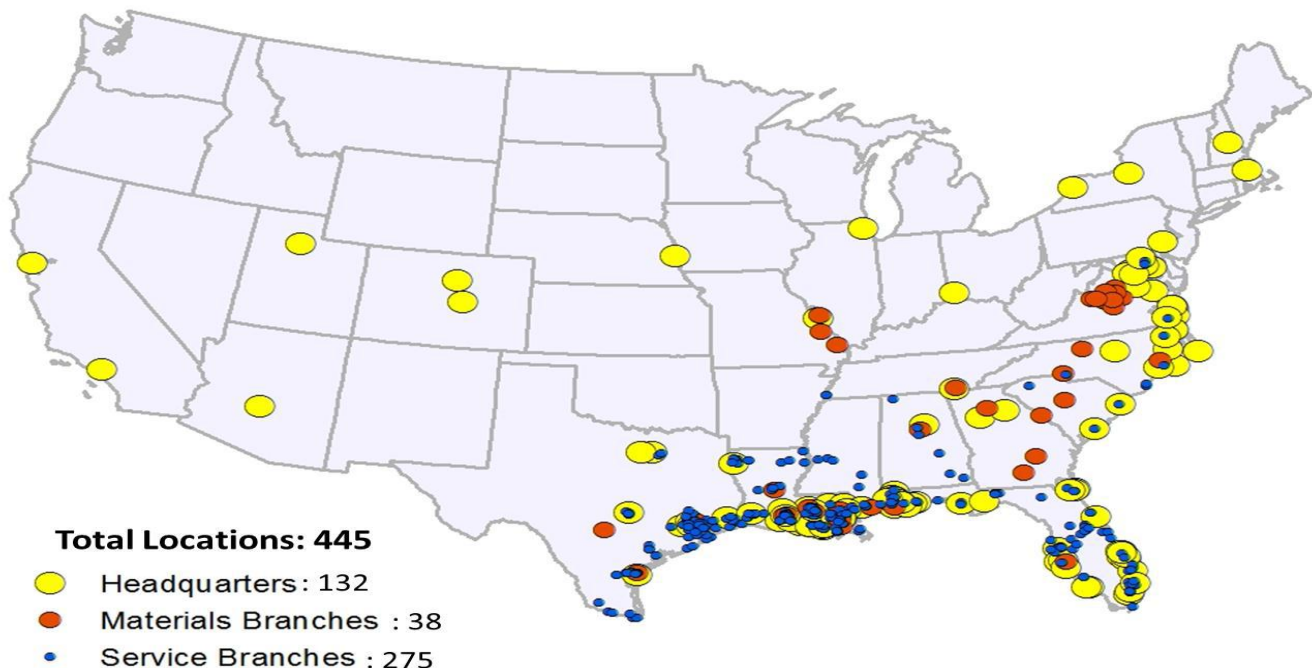 Total Locations: 445
Headquarters : 132
Materials Branches : 38
Service Branches : 275